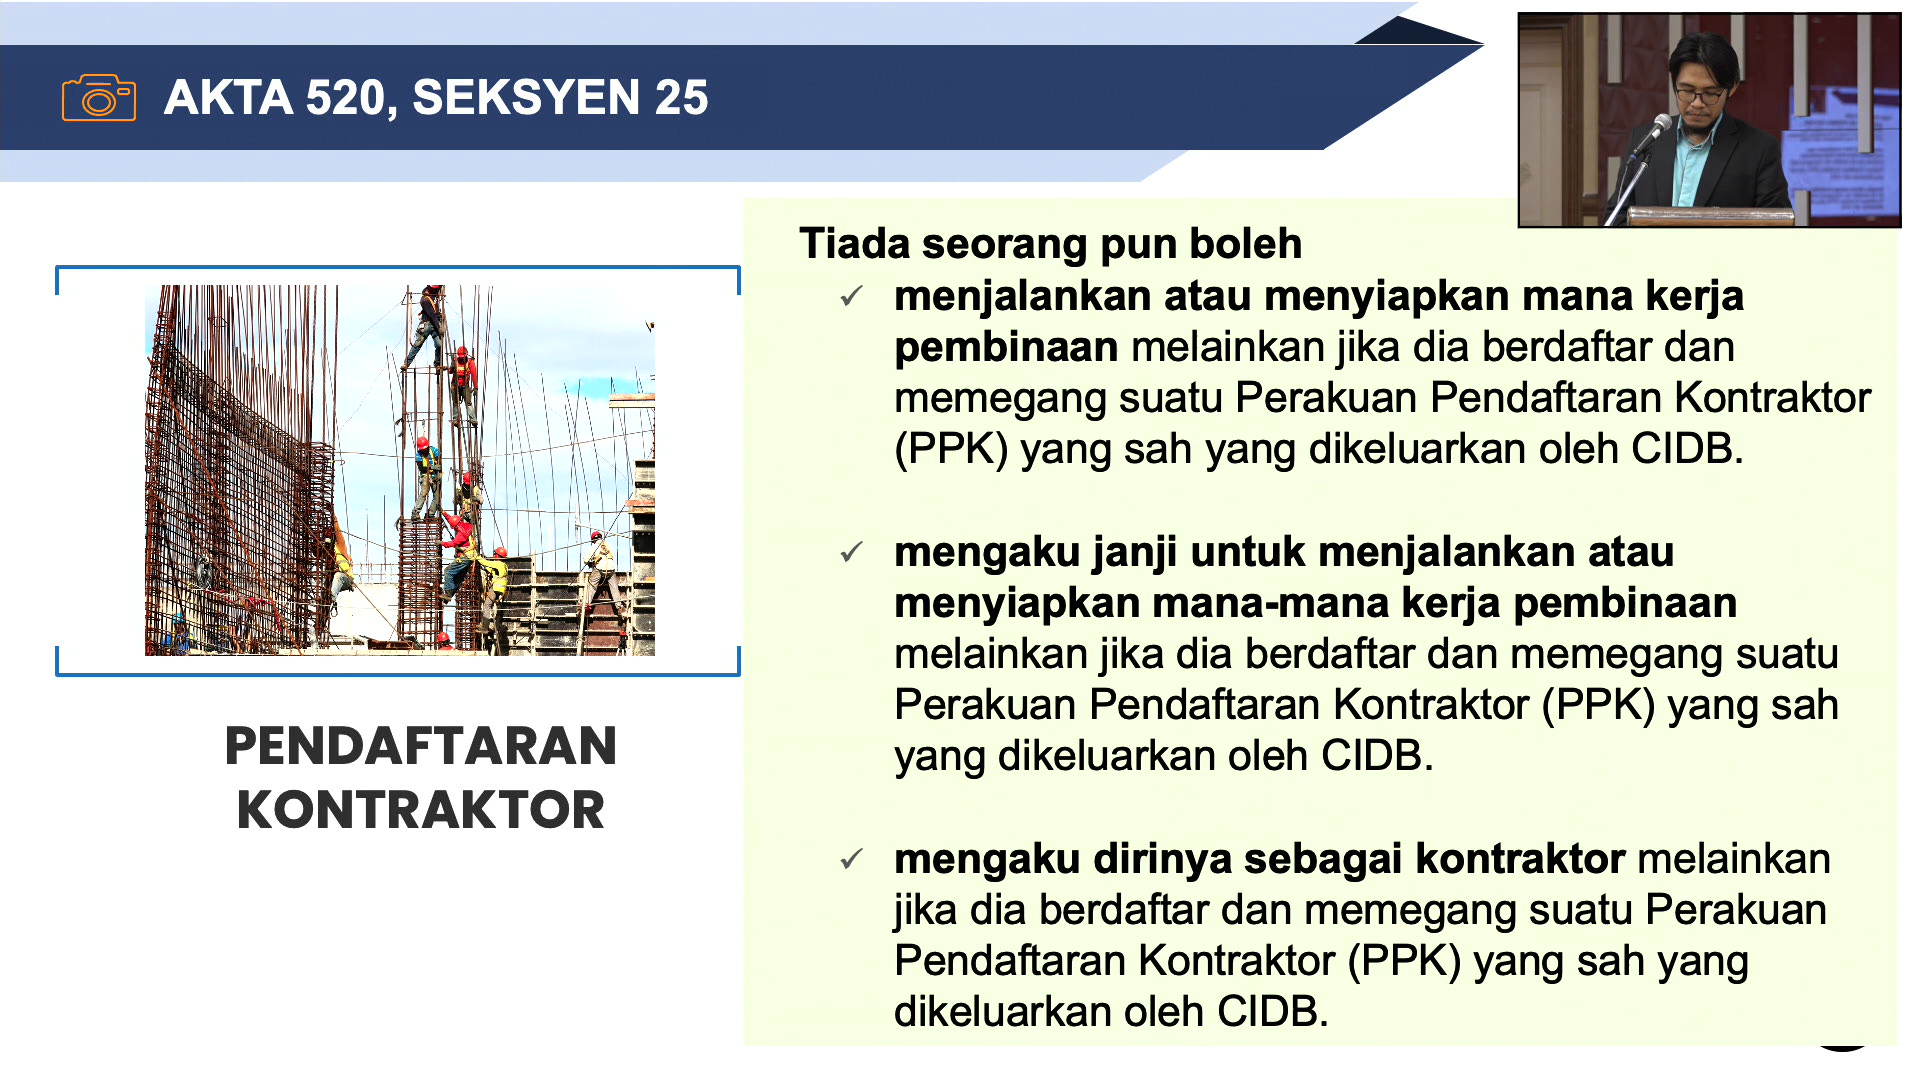 AKTA 520, SEKSYEN 25
Tiada seorang pun boleh
✓ menjalankan atau menyiapkan mana kerja
pembinaan melainkan jika dia berdaftar dan
memegang suatu Perakuan Pendaftaran Kontraktor
(PPK) yang sah yang dikeluarkan oleh CIDB.
✓ mengaku janji untuk menjalankan atau
menyiapkan mana-mana kerja pembinaan
melainkan jika dia berdaftar dan memegang suatu
Perakuan Pendaftaran Kontraktor (PPK) yang sah
yang dikeluarkan oleh CIDB.
✓ mengaku dirinya sebagai kontraktor melainkan
jika dia berdaftar dan memegang suatu Perakuan
Pendaftaran Kontraktor (PPK) yang sah yang
dikeluarkan oleh CIDB.
PENDAFTARAN
KONTRAKTOR